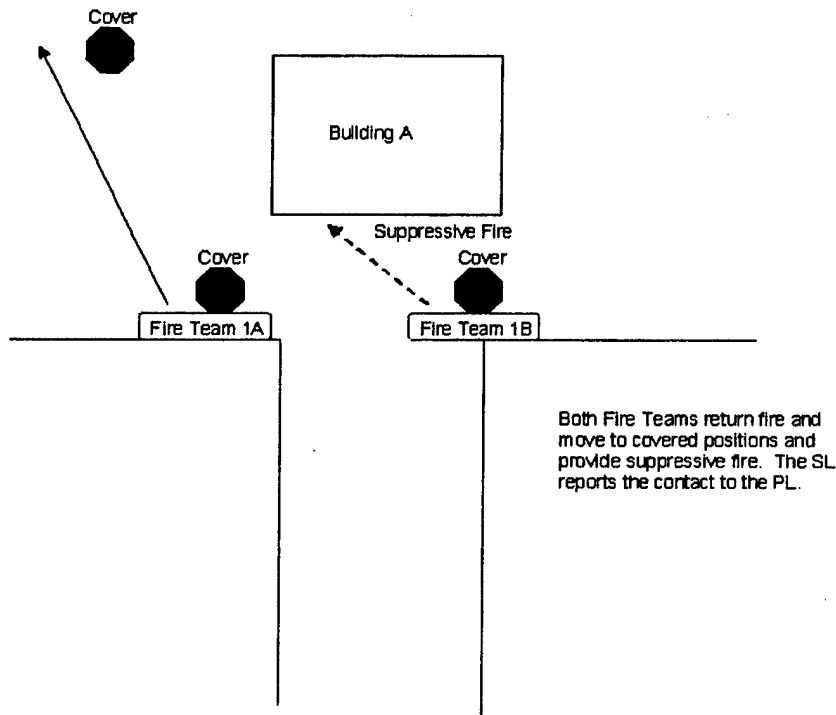 Cover
Building A
Suppressive Fire
Cover
Cover
Fire Team 1A
Fire Team 1B
Both Fire Teams return fire and
move to covered positions and
provide suppressive fire. The SL
reports the contact to the PL.